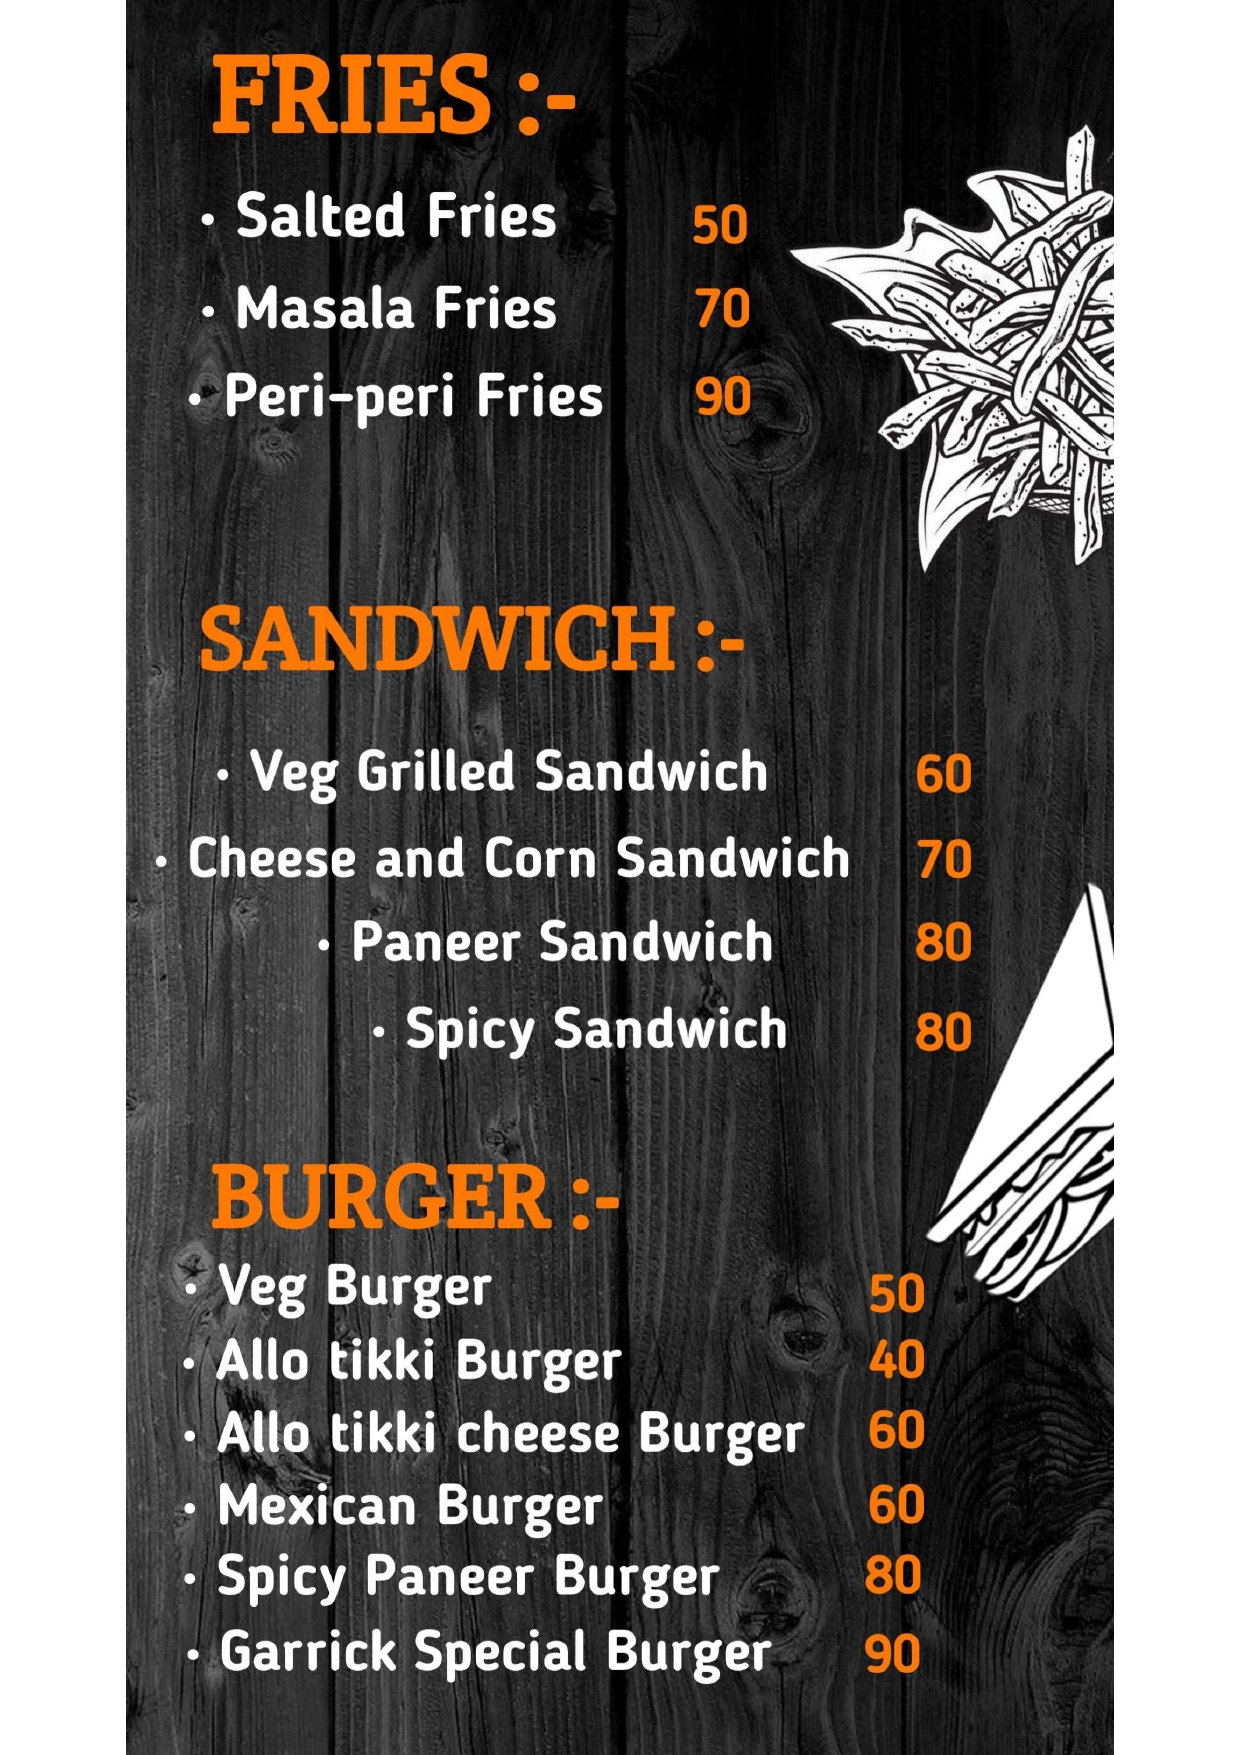 FRIES :-
• Salted Fries 50
• Masala Fries 70
• Peri-peri Fries 90
SANDWICH :-
• Veg Grilled Sandwich 60
• Cheese and Corn Sandwich 70
• Paneer Sandwich 80
• Spicy Sandwich 80
BURGER :-
• Veg Burger 50
• Allo tikki Burger 40
• Allo tikki cheese Burger 60
• Mexican Burger 60
• Spicy Paneer Burger 80
• Garrick Special Burger 90